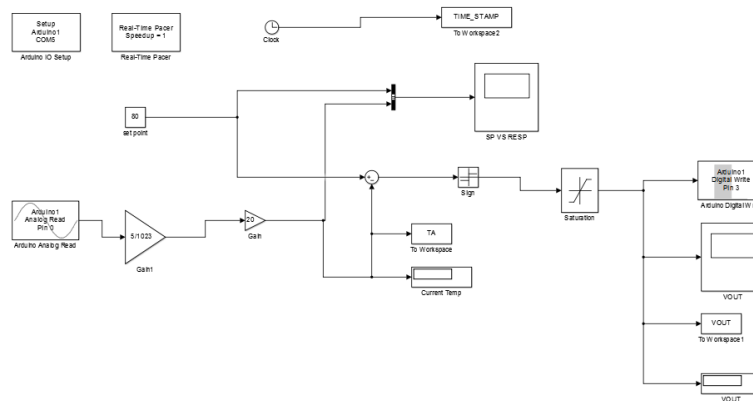 Setup
Arduino1
COM5
Arduino IO Setup
Real-Time Pacer
Speedup = 1
Real-Time Pacer
Clock
TIME_STAMP
To Workspace2
80
set point
SP VS RESP
Sign
Saturation
Arduino1
Digital Write
Pin 3
Arduino Digital Wri
Arduino1
Analog Read
Pin 0
Arduino Analog Read
5/1023
Gain1
20
Gain
TA
To Workspace
Current Temp
VOUT
VOUT
To Workspace1
VOUT